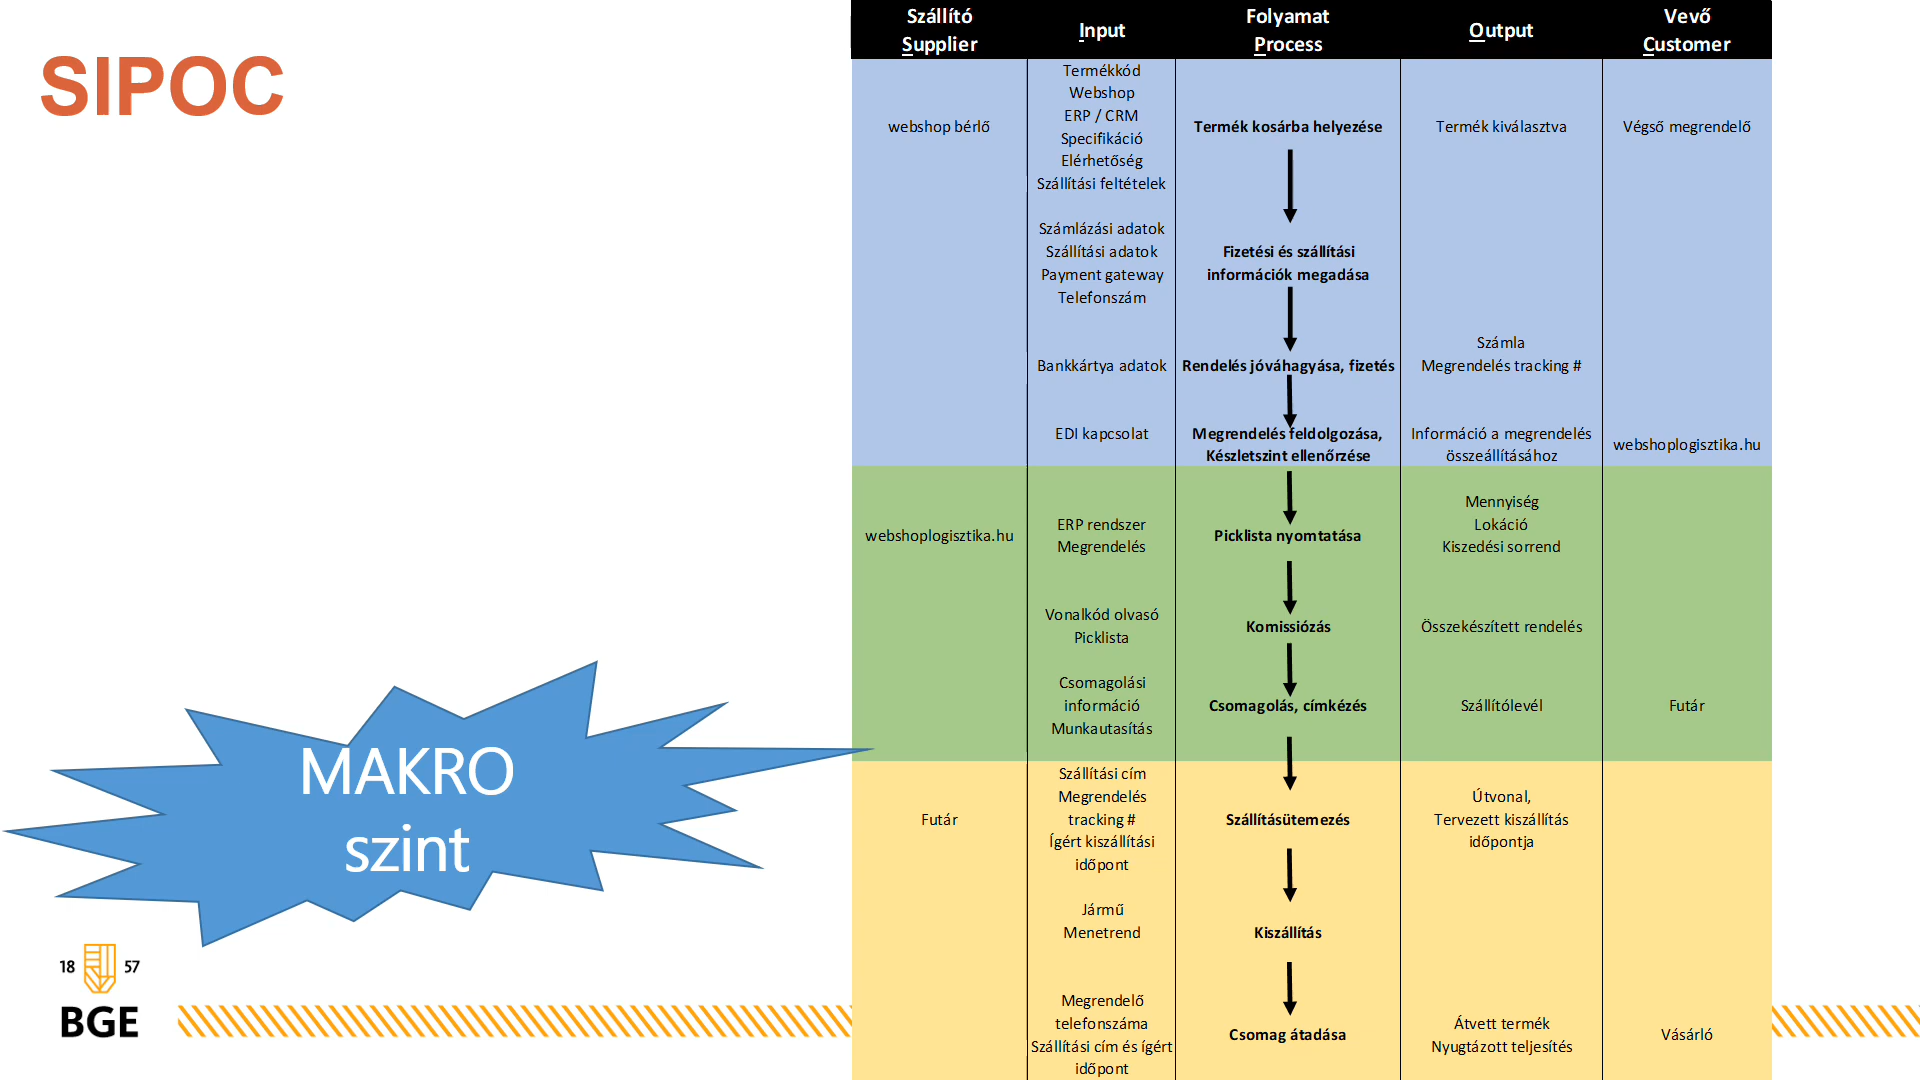 SIPOC
Szállító
Supplier
Input
Folyamat
Process
Output
Vevő
Customer
webshop bérlő
Termékkód
Webshop
ERP / CRM
Specifikáció
Elérhetőség
Szállítási feltételek
Termék kosárba helyezése
Termék kiválasztva
Végső megrendelő
Számlázási adatok
Szállítási adatok
Payment gateway
Telefonszám
Fizetési és szállítási
információk megadása
Bankkártya adatok
Rendelés jóváhagyása, fizetés
Számla
Megrendelés tracking #
EDI kapcsolat
Megrendelés feldolgozása,
Készletszint ellenőrzése
Információ a megrendelés
összeállításához
webshoplogisztika.hu
webshoplogisztika.hu
ERP rendszer
Megrendelés
Picklista nyomtatása
Mennyiség
Lokáció
Kiszedési sorrend
Vonalkód olvasó
Picklista
Komissiózás
Összekészített rendelés
Csomagolási
információ
Munkautasítás
Csomagolás, címkézés
Szállítólevél
Futár
Futár
Szállítási cím
Megrendelés
tracking #
Ígért kiszállítási
időpont
Szállításütemezés
Útvonal,
Tervezett kiszállítás
időpontja
Jármű
Menetrend
Kiszállítás
Megrendelő
telefonszáma
Szállítási cím és ígért
időpont
Csomag átadása
Átvett termék
Nyugtázott teljesítés
Vásárló
MAKRO
szint
18 57
BGE